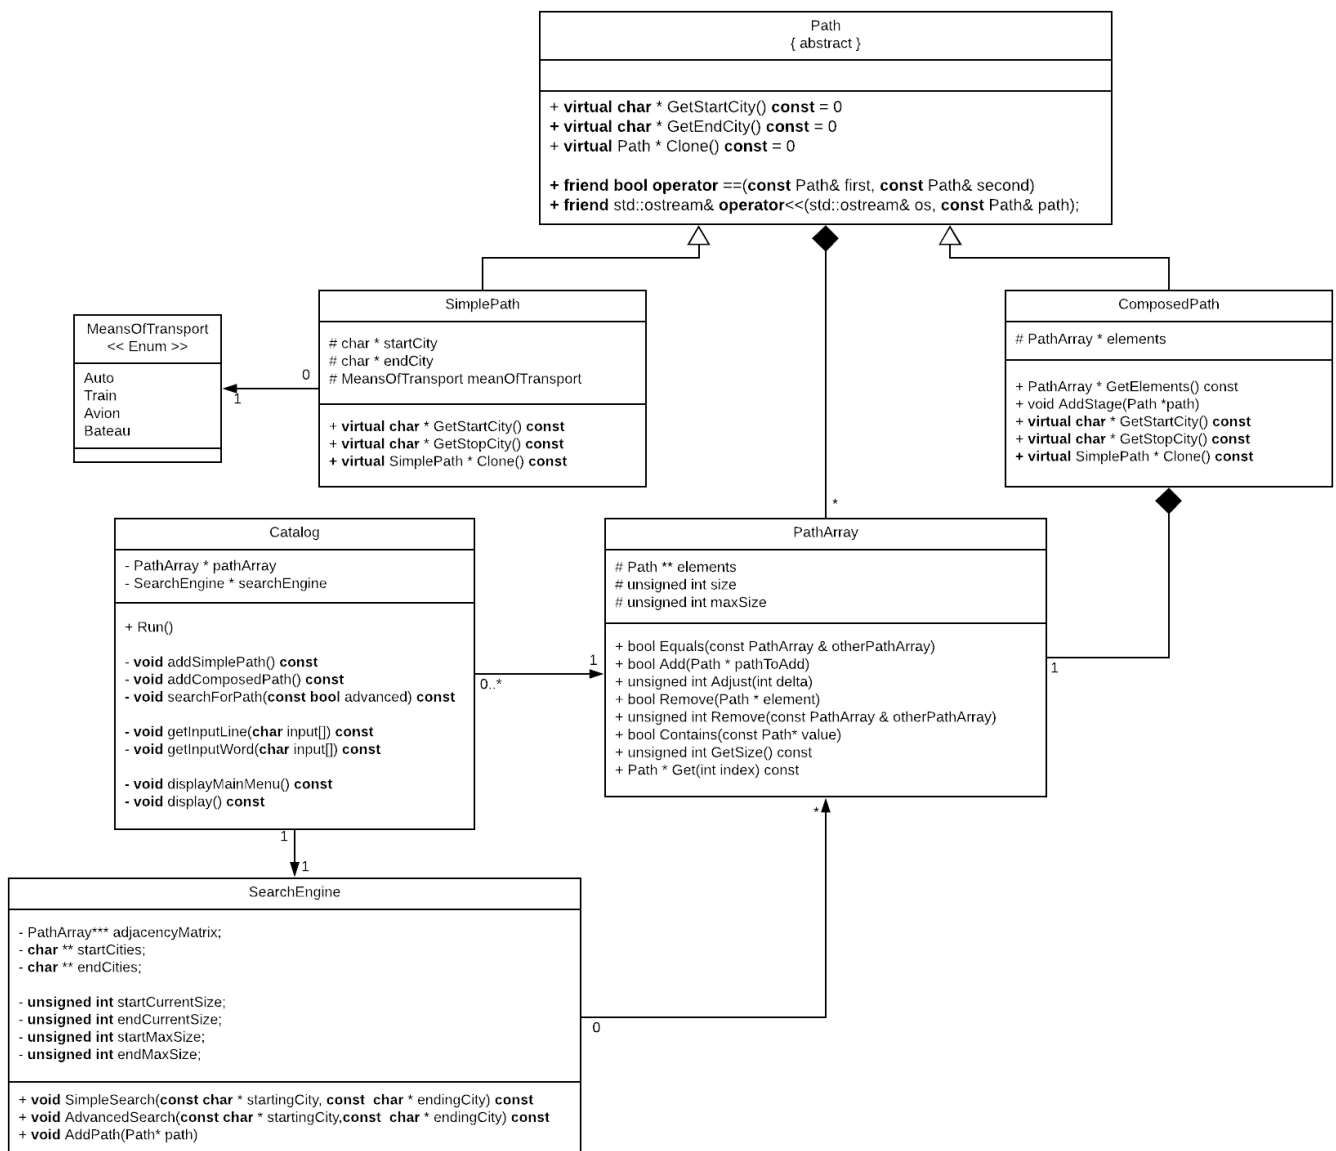 Path
{ abstract }
+ virtual char * GetStartCity() const = 0
+ virtual char * GetEndCity() const = 0
+ virtual Path * Clone() const = 0
+ friend bool operator ==(const Path& first, const Path& second)
+ friend std::ostream& operator<<(std::ostream& os, const Path& path);
SimplePath
# char * startCity
# char * endCity
# MeansOfTransport meanOfTransport
+ virtual char * GetStartCity() const
+ virtual char * GetStopCity() const
+ virtual SimplePath * Clone() const
MeansOfTransport
<< Enum >>
Auto
Train
Avion
Bateau
0
1
ComposedPath
# PathArray * elements
+ PathArray * GetElements() const
+ void AddStage(Path *path)
+ virtual char * GetStartCity() const
+ virtual char * GetStopCity() const
+ virtual SimplePath * Clone() const
*
Catalog
- PathArray * pathArray
- SearchEngine * searchEngine
+ Run()
- void addSimplePath() const
- void addComposedPath() const
- void searchForPath(const bool advanced) const
- void getInputLine(char input[]) const
- void getInputWord(char input[]) const
- void displayMainMenu() const
- void display() const
1
0..*
PathArray
# Path ** elements
# unsigned int size
# unsigned int maxSize
+ bool Equals(const PathArray & otherPathArray)
+ bool Add(Path * pathToAdd)
+ unsigned int Adjust(int delta)
+ bool Remove(Path * element)
+ unsigned int Remove(const PathArray & otherPathArray)
+ bool Contains(const Path* value)
+ unsigned int GetSize() const
+ Path * Get(int index) const
1
*
1
1
SearchEngine
- PathArray*** adjacencyMatrix;
- char ** startCities;
- char ** endCities;
- unsigned int startCurrentSize;
- unsigned int endCurrentSize;
- unsigned int startMaxSize;
- unsigned int endMaxSize;
0
+ void SimpleSearch(const char * startingCity, const char * endingCity) const
+ void AdvancedSearch(const char * startingCity,const char * endingCity) const
+ void AddPath(Path* path)